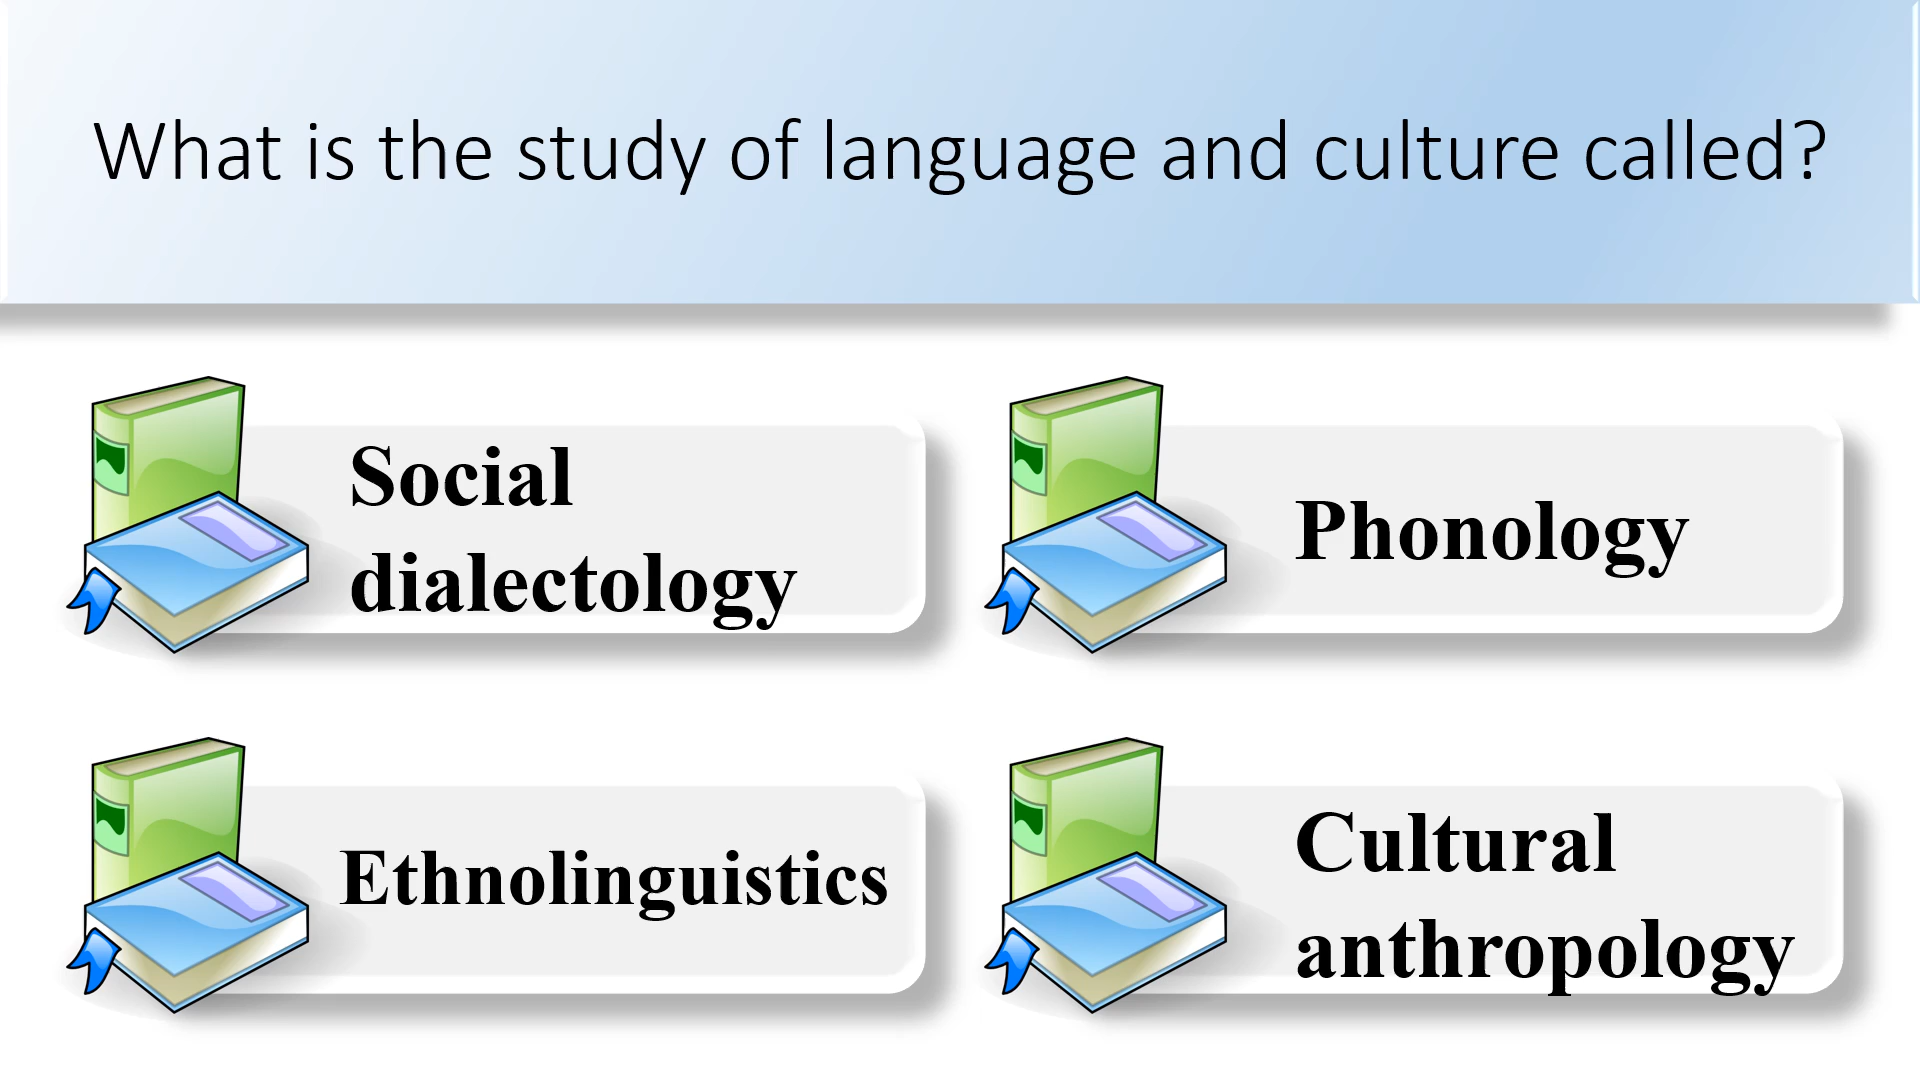 What is the study of language and culture called?
Social
dialectology
Phonology
Ethnolinguistics
Cultural
anthropology